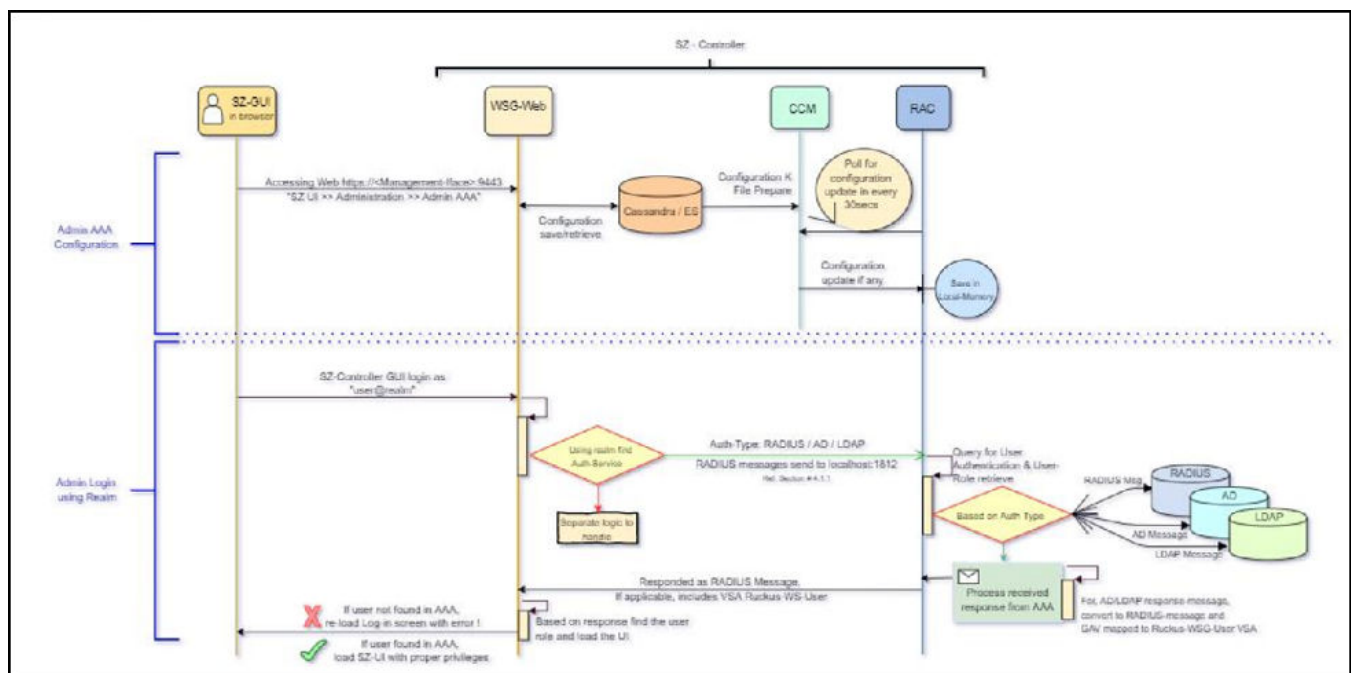 SZ - Controller
SZ-GUI
in browser
WSG-Web
CCM
RAC
Accessing Web https://<Management-Iface>:9443
"SZ UI >> Administration >> Admin AAA"
Configuration
save/retrieve
Cassandra / ES
Configuration K
File Prepare
Poll for
configuration
update in every
30secs
Admin AAA
Configuration
Configuration
update if any
Save in
Local-Memory
SZ-Controller GUI login as
"user@realm"
Using realm find
Auth-Service
Auth-Type: RADIUS / AD / LDAP
RADIUS messages send to localhost:1812
Ref. Section
Query for User
Authentication & User-
Role retrieve
Admin Login
using Realm
Separate logic to
handle
Based on Auth Type
RADIUS Msg
AD Message
LDAP Message
RADIUS
AD
LDAP
Responded as RADIUS Message,
If applicable, includes VSA Ruckus-WS-User
Process received
response from AAA
For, AD/LDAP response-message,
convert to RADIUS-message and
GAV mapped to Ruckus-WSG-User VSA
If user not found in AAA,
re-load Log-in screen with error !
Based on response find the user
role and load the UI
If user found in AAA,
load SZ-UI with proper privileges